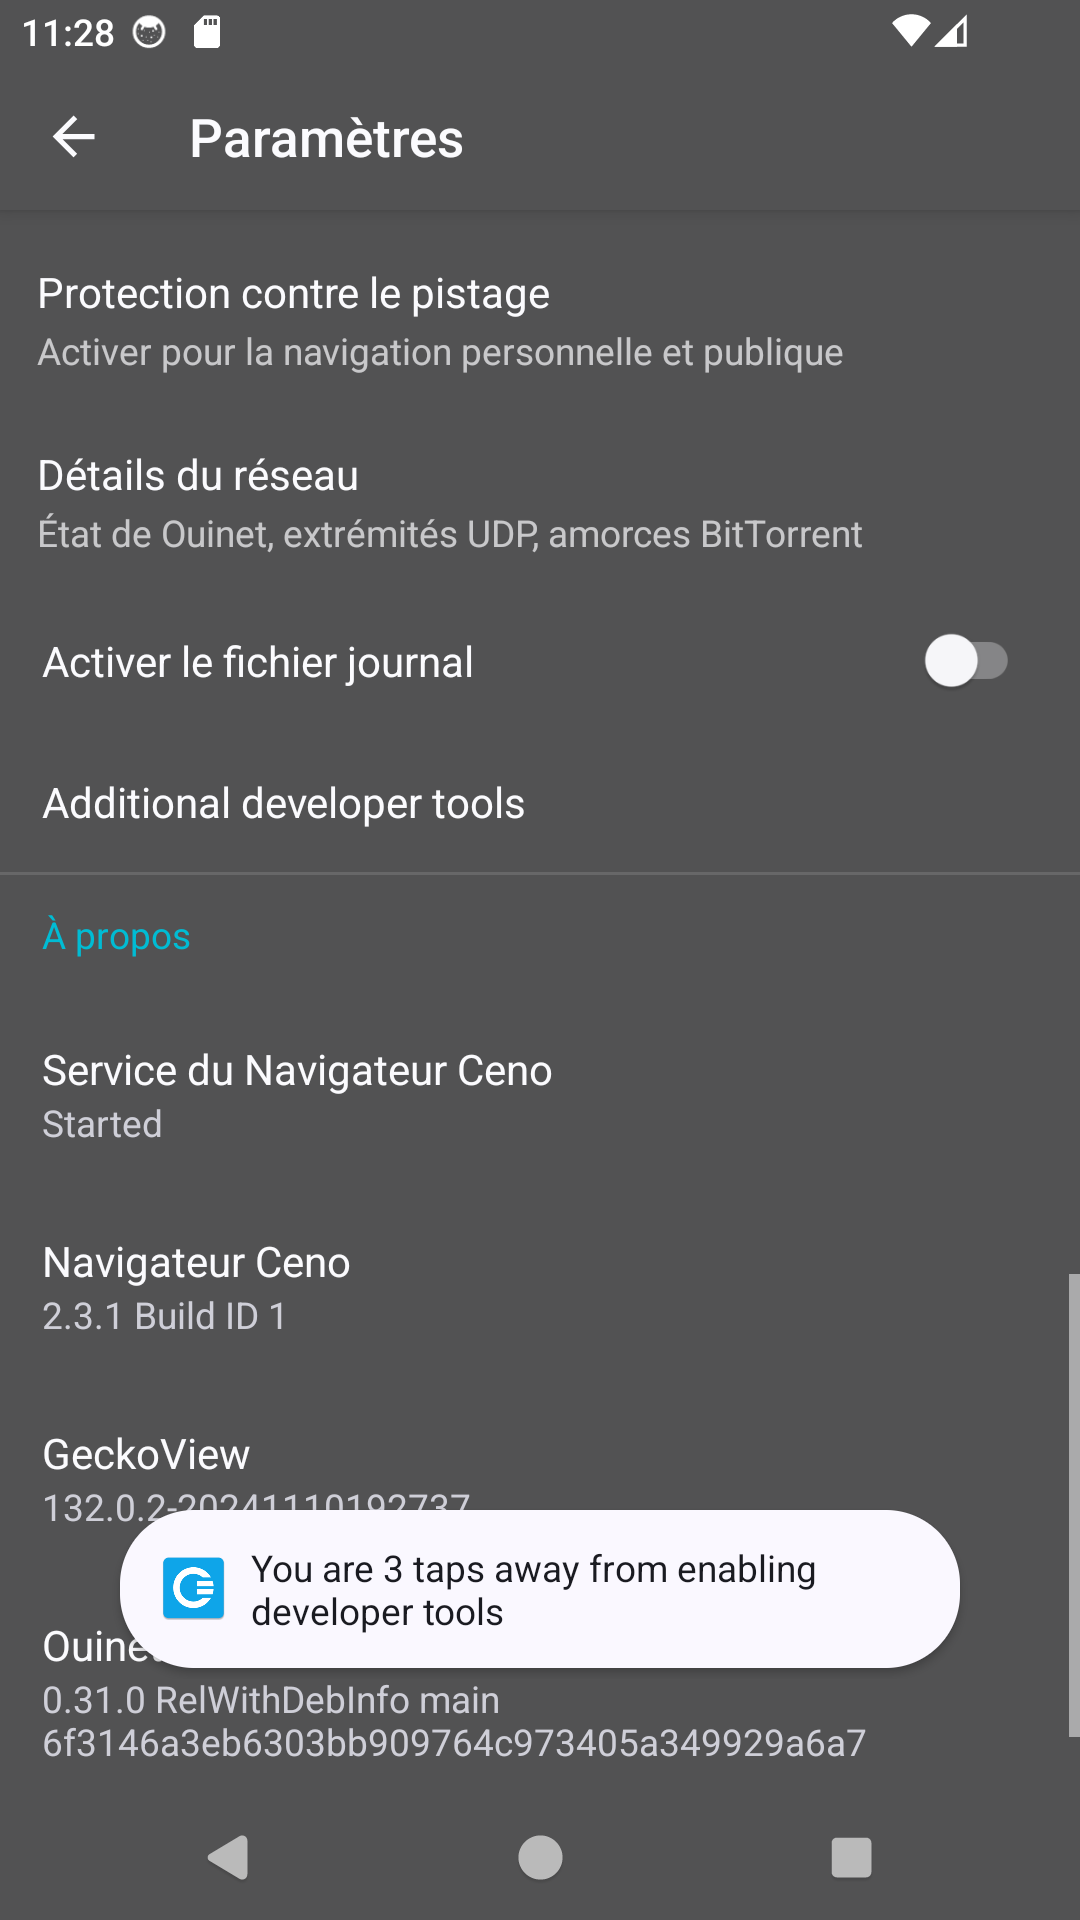 11:28
Paramètres
Protection contre le pistage
Activer pour la navigation personnelle et publique
Détails du réseau
État de Ouinet, extrémités UDP, amorces BitTorrent
Activer le fichier journal
Additional developer tools
À propos
Service du Navigateur Ceno
Started
Navigateur Ceno
2.3.1 Build ID 1
GeckoView
132.0.2-20241110192737
You are 3 taps away from enabling
developer tools
Ouinet
0.31.0 RelWithDebInfo main
6f3146a3eb6303bb909764c973405a349929a6a7